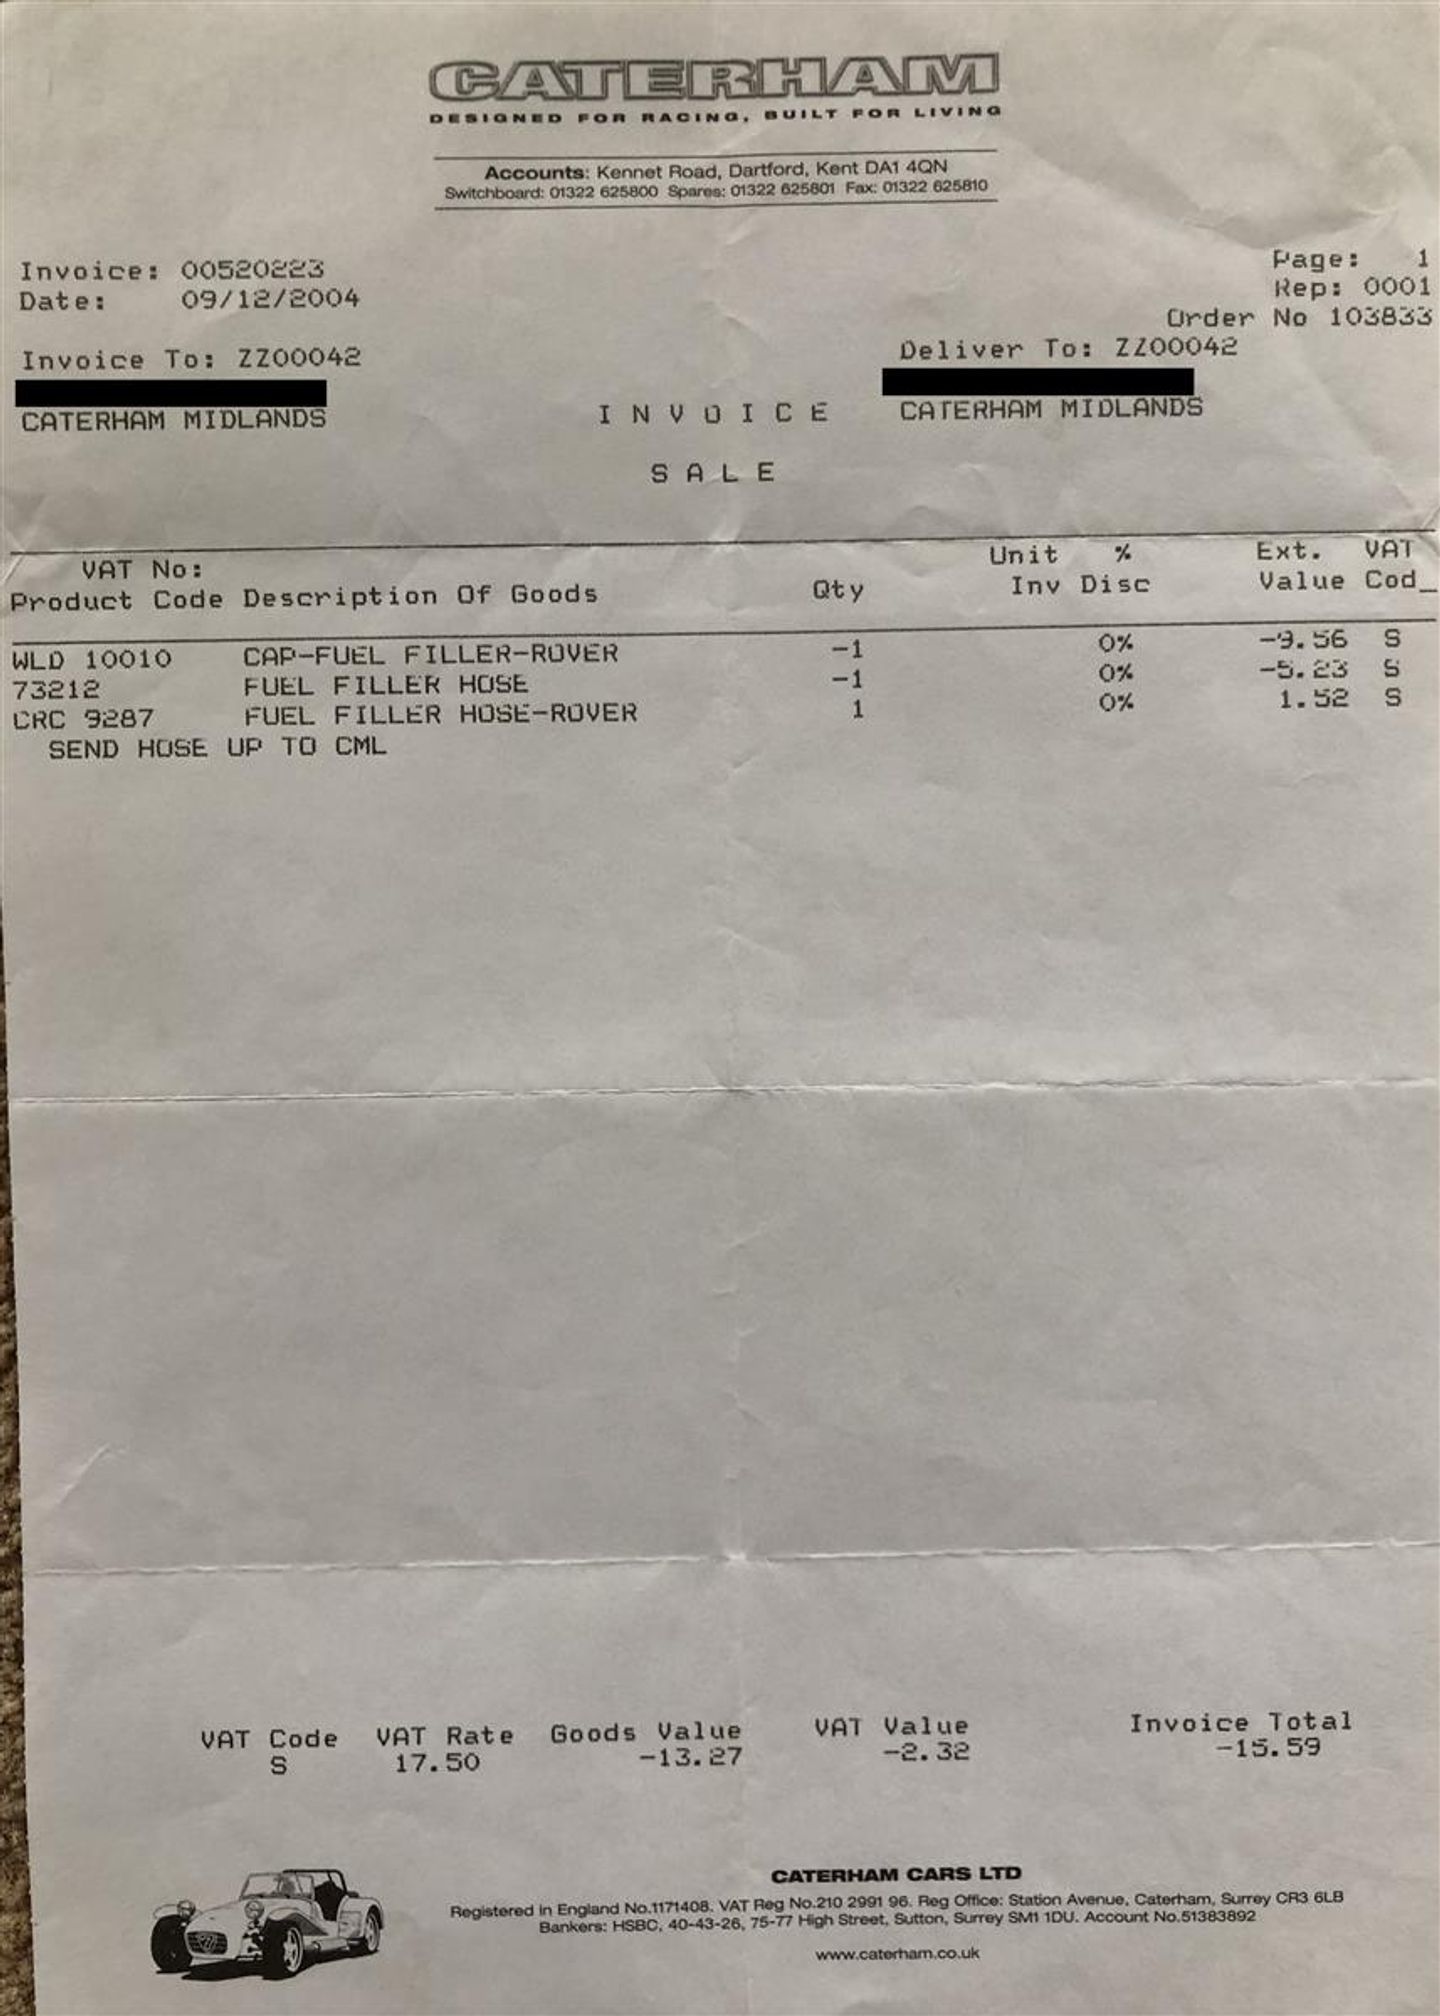 CATERHAM
DESIGNED FOR RACING, BUILT FOR LIVING
Accounts: Kennet Road, Dartford, Kent DA1 4QN
Switchboard: 01322 625800 Spares: 01322 625801 Fax: 01322 625810
Invoice: 00520223
Date: 09/12/2004
Page: 1
Rep: 0001
Order No 103833
Invoice To: ZZ00042
CATERHAM MIDLANDS
Deliver To: ZZ00042
CATERHAM MIDLANDS
INVOICE
SALE
VAT No: Unit % Ext. VAT
Product Code Description Of Goods Qty Inv Disc Value Cod_
WLD 10010 CAP-FUEL FILLER-ROVER -1 0% -9.56 S
73212 FUEL FILLER HOSE -1 0% -5.23 S
CRC 9287 FUEL FILLER HOSE-ROVER 1 0% 1.52 S
SEND HOSE UP TO CML
VAT Code VAT Rate Goods Value VAT Value Invoice Total
S 17.50 -13.27 -2.32 -15.59
CATERHAM CARS LTD
Registered in England No.1171408. VAT Reg No.210 2991 96. Reg Office: Station Avenue, Caterham, Surrey CR3 6LB
Bankers: HSBC, 40-43-26, 75-77 High Street, Sutton, Surrey SM1 1DU. Account No.51383892
www.caterham.co.uk